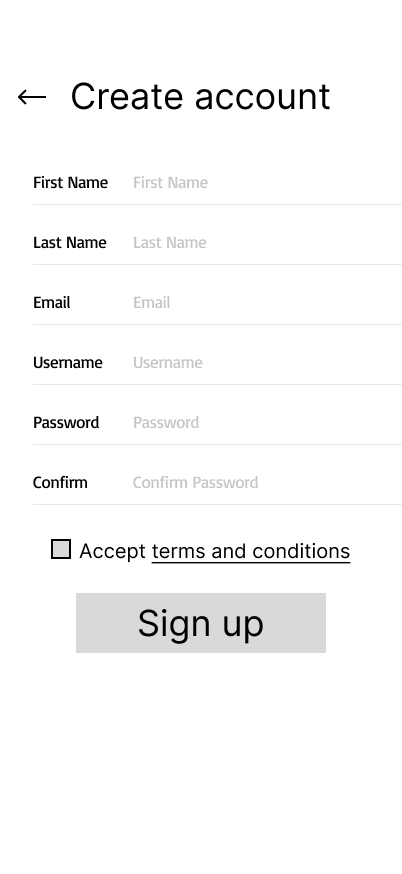 Create account
First Name First Name
Last Name Last Name
Email Email
Username Username
Password Password
Confirm Confirm Password
Accept terms and conditions
Sign up